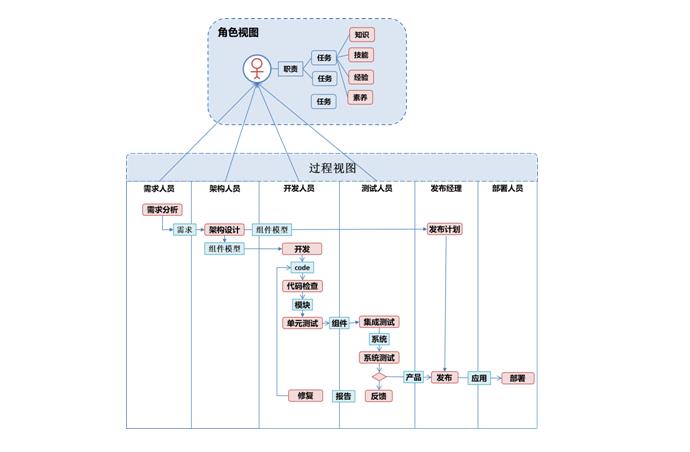 角色视图
知识
任务
技能
职责
任务
经验
任务
素养
过程视图
需求人员
架构人员
开发人员
测试人员
发布经理
部署人员
需求分析
需求
架构设计
组件模型
发布计划
组件模型
开发
code
代码检查
模块
单元测试
组件
集成测试
系统
系统测试
产品
发布
应用
部署
修复
报告
反馈